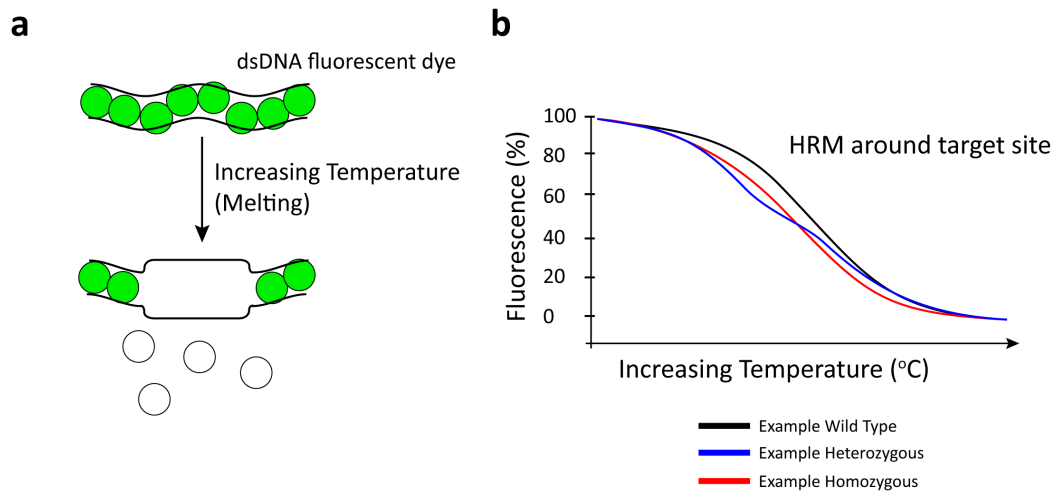 a
dsDNA fluorescent dye
Increasing Temperature
(Melting)
b
HRM around target site
Fluorescence (%)
100
80
60
40
20
0
Increasing Temperature (°C)
Example Wild Type
Example Heterozygous
Example Homozygous